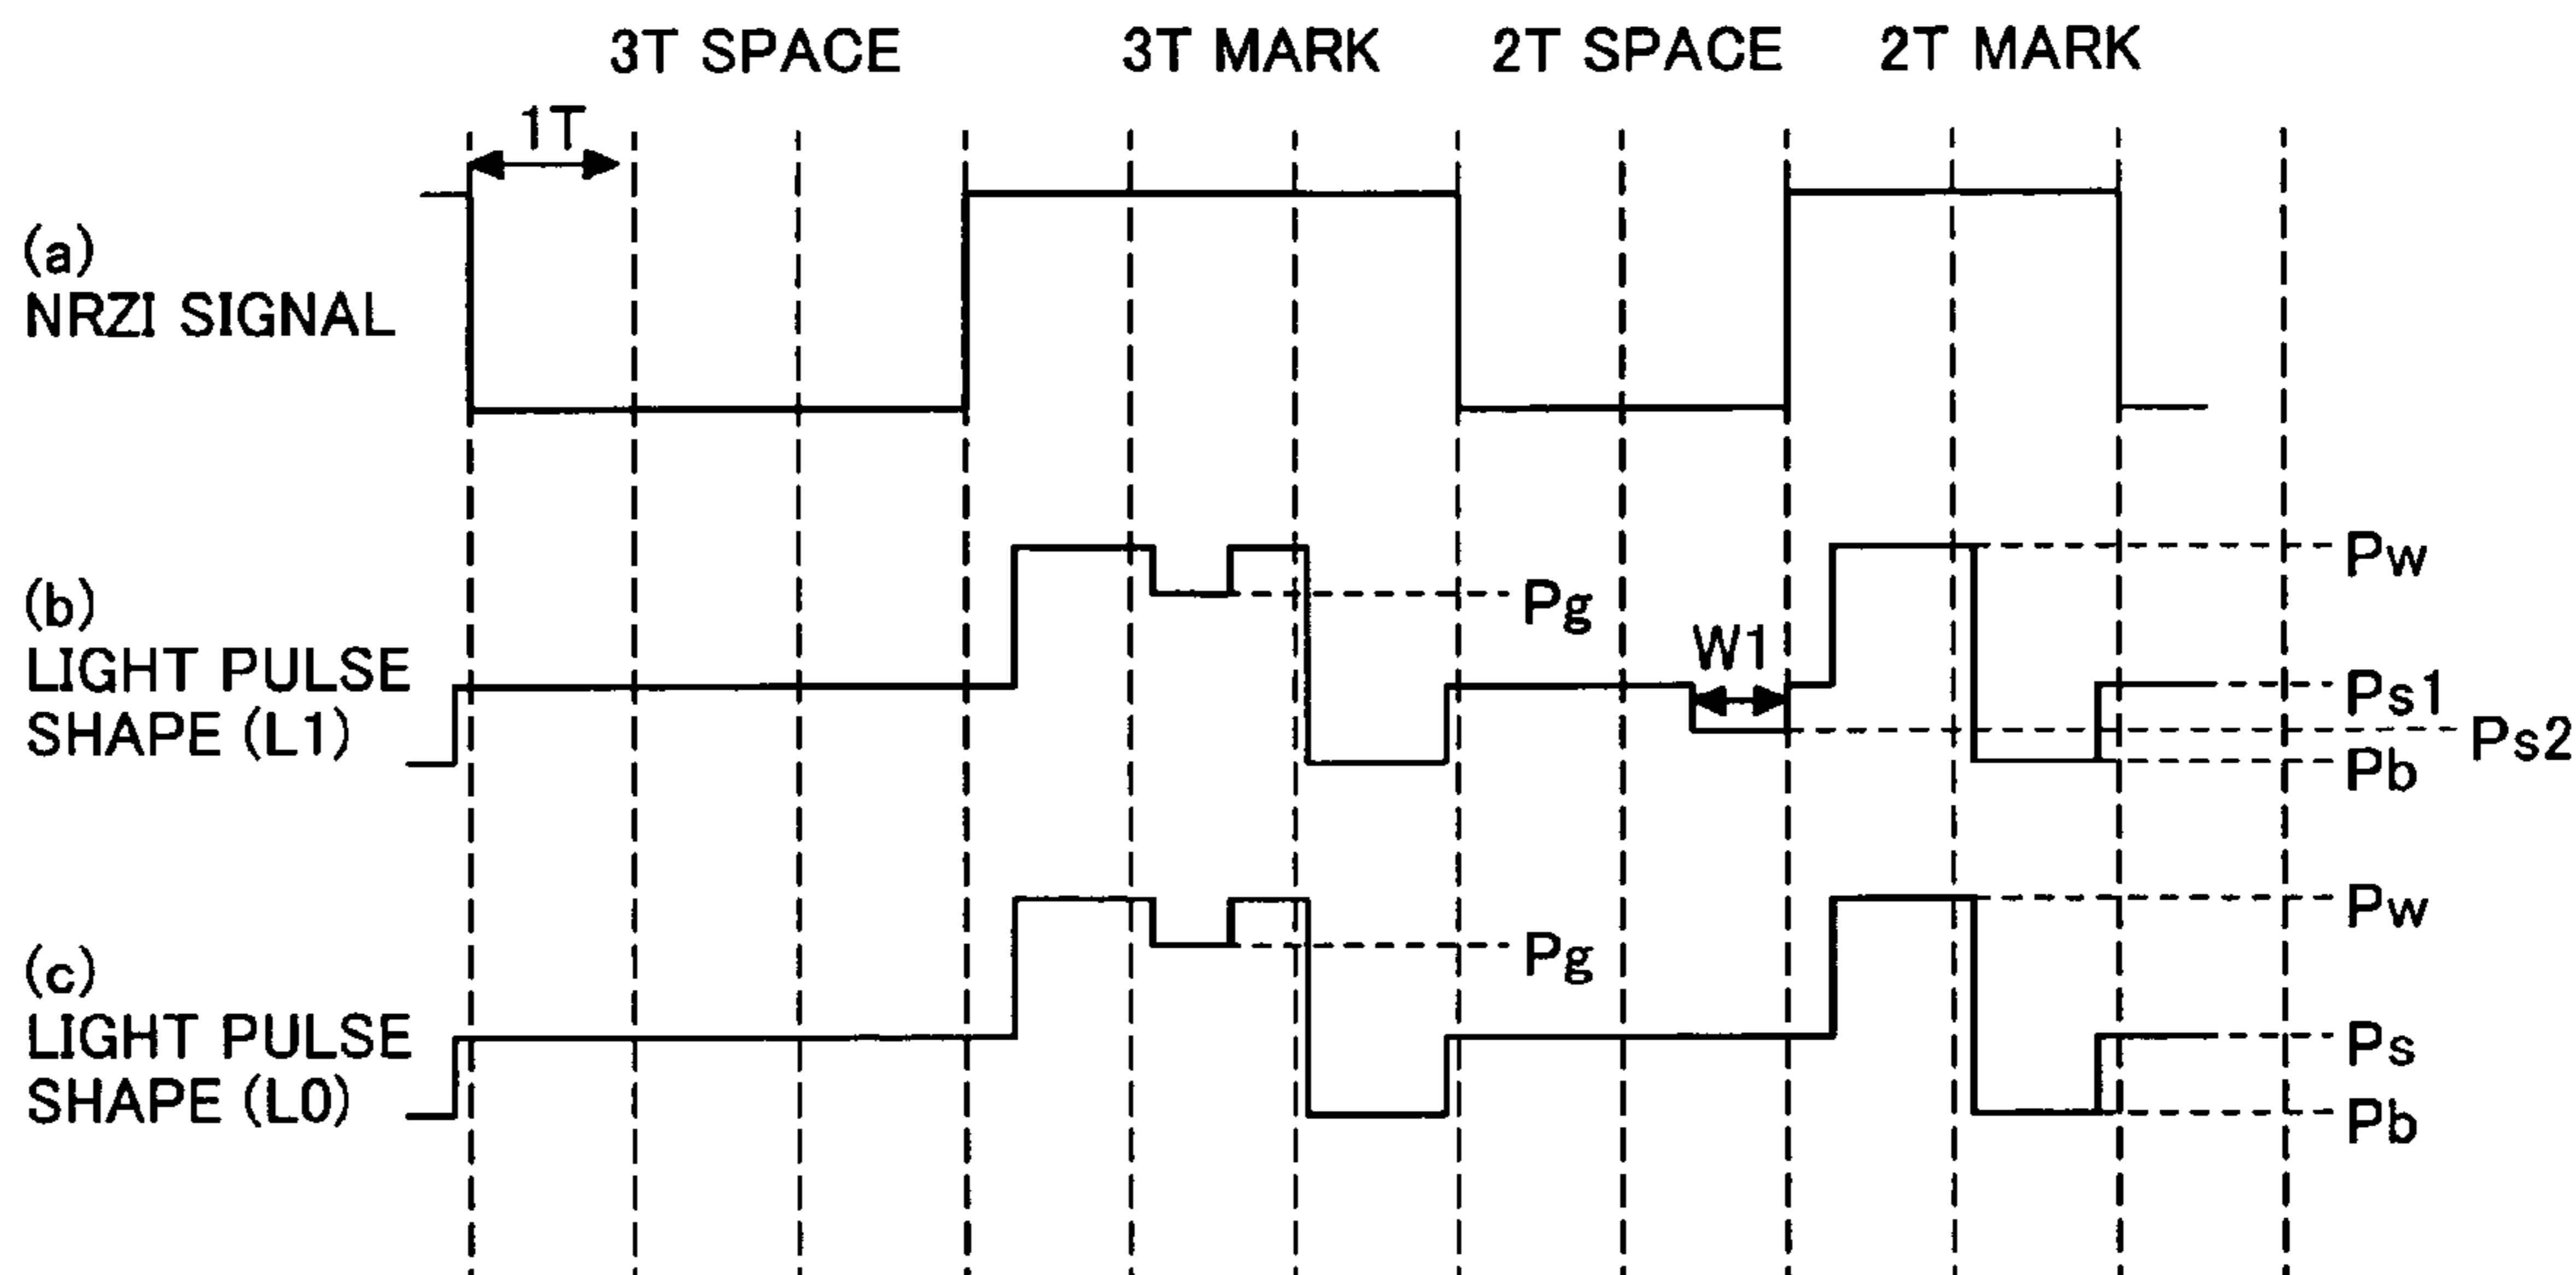 3T SPACE 3T MARK 2T SPACE 2T MARK
1T
(a)
NRZI SIGNAL
(b)
LIGHT PULSE
SHAPE (L1)
Pg
W1
Pw
Ps1
Ps2
Pb
(c)
LIGHT PULSE
SHAPE (L0)
Pg
Pw
Ps
Pb